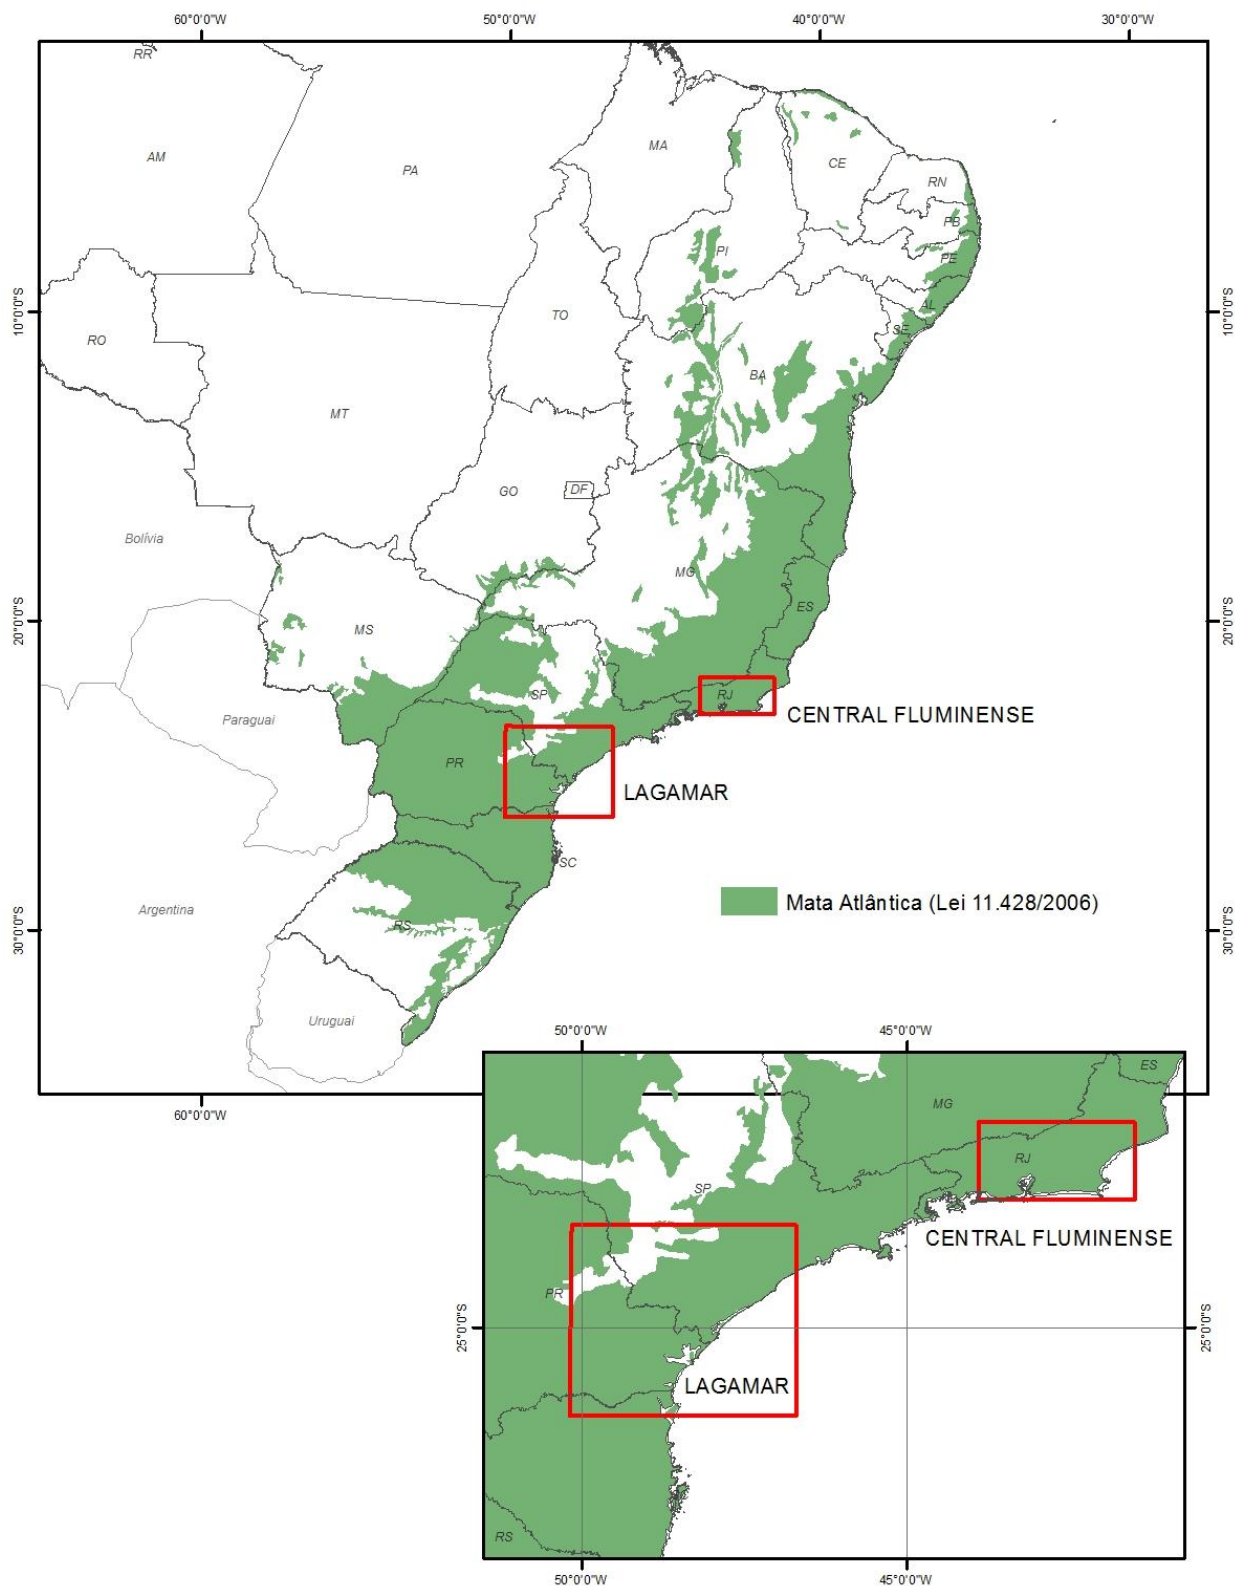 60°0'0"W
50°0'0"W
40°0'0"W
30°0'0"W
RR
AM
PA
MA
CE
RN
PB
PE
PI
AL
SE
10°0'0"S
10°0'0"S
RO
TO
BA
MT
GO
DF
Bolívia
MG
ES
20°0'0"S
20°0'0"S
MS
SP
RJ
CENTRAL FLUMINENSE
Paraguai
PR
LAGAMAR
SC
Mata Atlântica (Lei 11.428/2006)
Argentina
RS
30°0'0"S
30°0'0"S
Uruguai
60°0'0"W
50°0'0"W
45°0'0"W
ES
MG
RJ
SP
CENTRAL FLUMINENSE
PR
25°0'0"S
25°0'0"S
LAGAMAR
RS
50°0'0"W
45°0'0"W